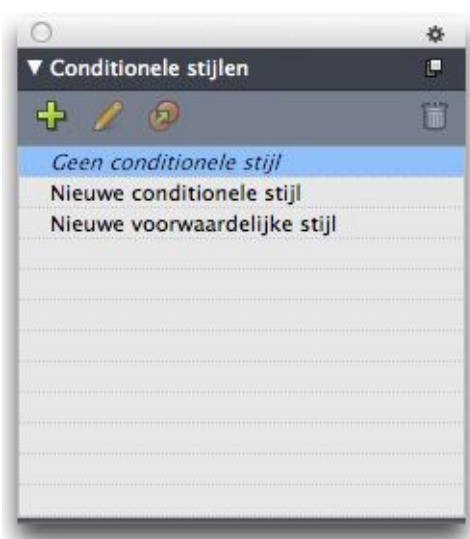 Conditionele stijlen
Geen conditionele stijl
Nieuwe conditionele stijl
Nieuwe voorwaardelijke stijl